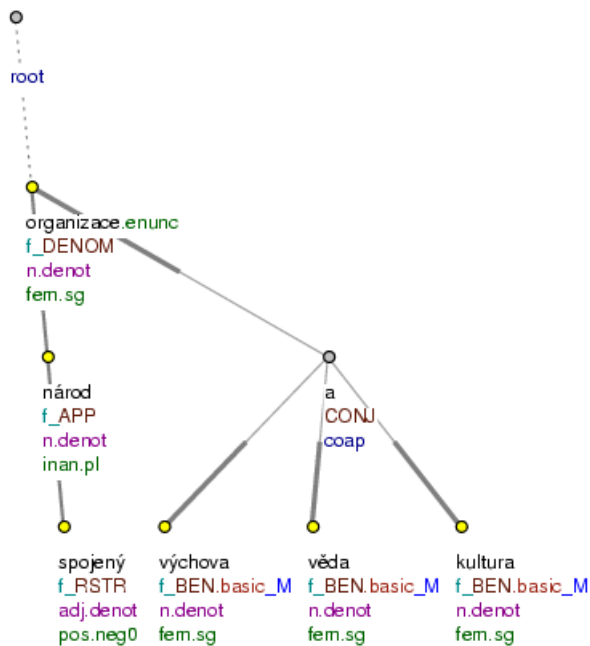 root
organizace.enunc
f_DENOM
n.denot
fem.sg
národ
f_APP
n.denot
inan.pl
a
CONJ
coap
spojený
f_RSTR
adj.denot
pos.neg0
výchova
f_BEN.basic_M
n.denot
fem.sg
věda
f_BEN.basic_M
n.denot
fem.sg
kultura
f_BEN.basic_M
n.denot
fem.sg